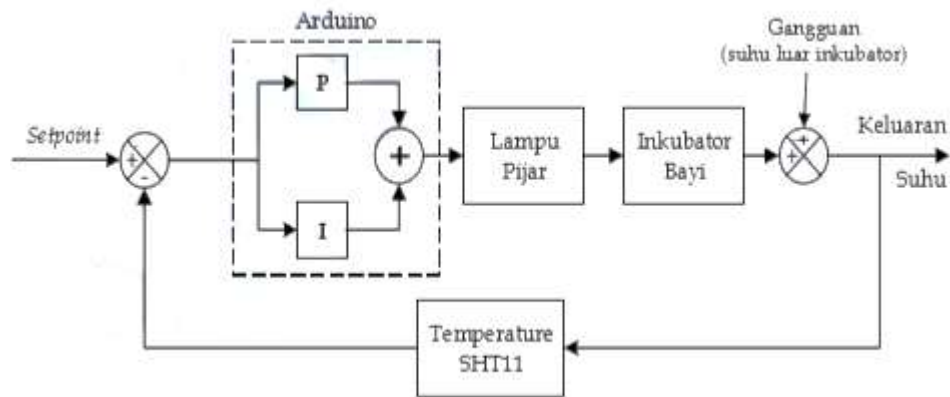 Arduino
Gangguan
(suhu luar inkubator)
P
Setpoint
+
-
+
Lampu
Pijar
Inkubator
Bayi
+
+
Keluaran
Suhu
I
Temperature
SHT11